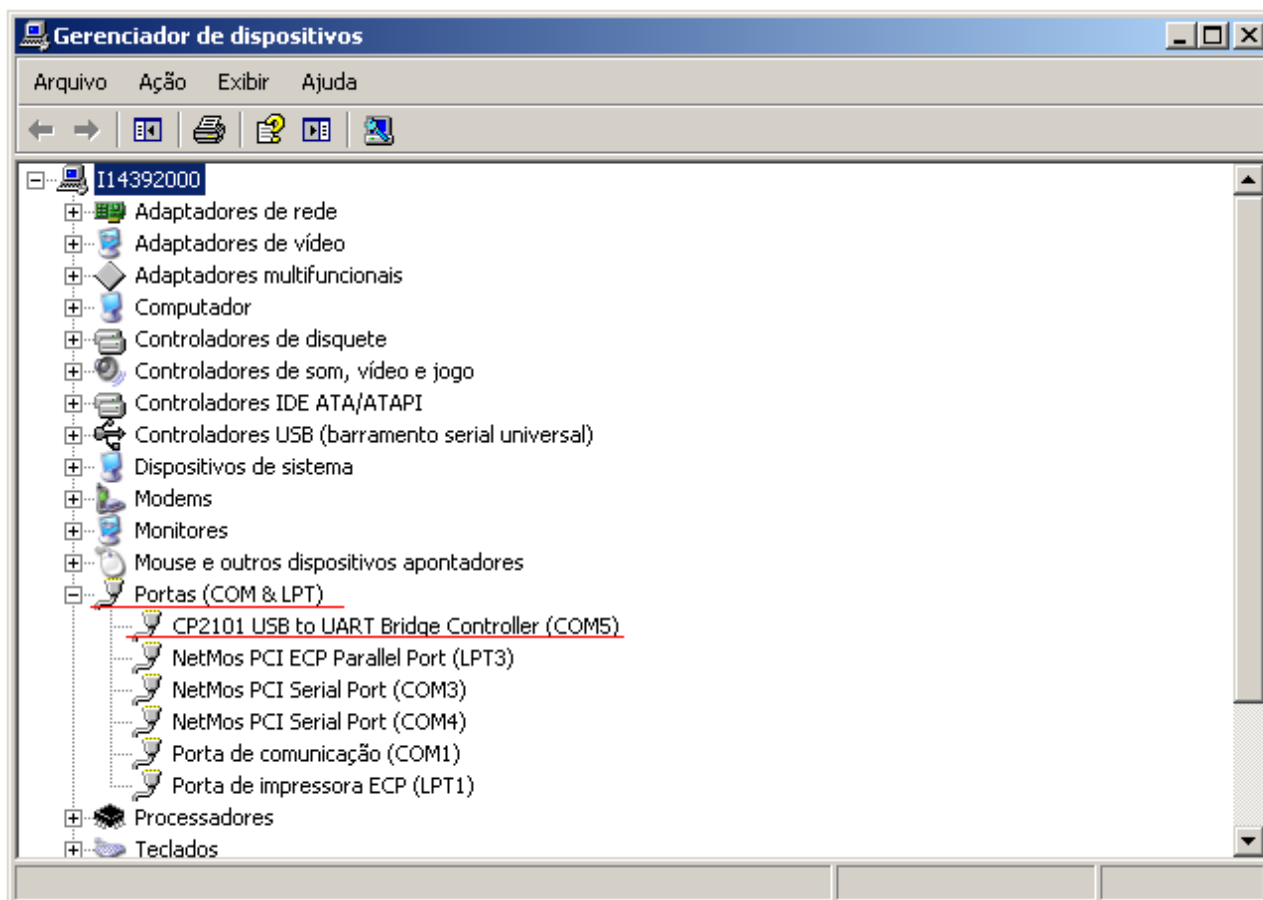 Gerenciador de dispositivos
Arquivo Ação Exibir Ajuda
I14392000
Adaptadores de rede
Adaptadores de vídeo
Adaptadores multifuncionais
Computador
Controladores de disquete
Controladores de som, vídeo e jogo
Controladores IDE ATA/ATAPI
Controladores USB (barramento serial universal)
Dispositivos de sistema
Modems
Monitores
Mouse e outros dispositivos apontadores
Portas (COM & LPT)
CP2101 USB to UART Bridge Controller (COM5)
NetMos PCI ECP Parallel Port (LPT3)
NetMos PCI Serial Port (COM3)
NetMos PCI Serial Port (COM4)
Porta de comunicação (COM1)
Porta de impressora ECP (LPT1)
Processadores
Teclados